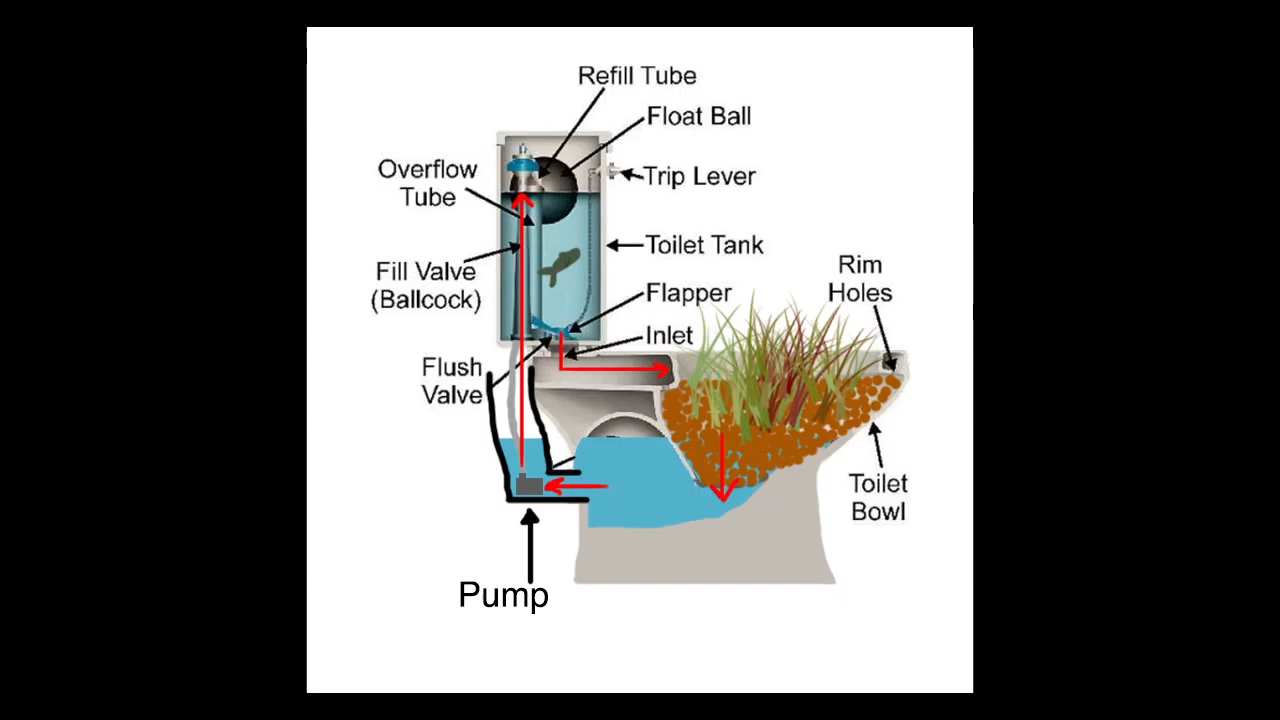 Refill Tube
Float Ball
Overflow
Tube
Trip Lever
Toilet Tank
Fill Valve
(Ballcock)
Rim
Holes
Flapper
Inlet
Flush
Valve
Toilet
Bowl
Pump